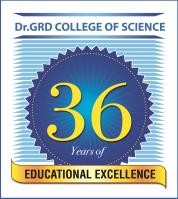 Dr.GRD COLLEGE OF SCIENCE
36
Years of
EDUCATIONAL EXCELLENCE